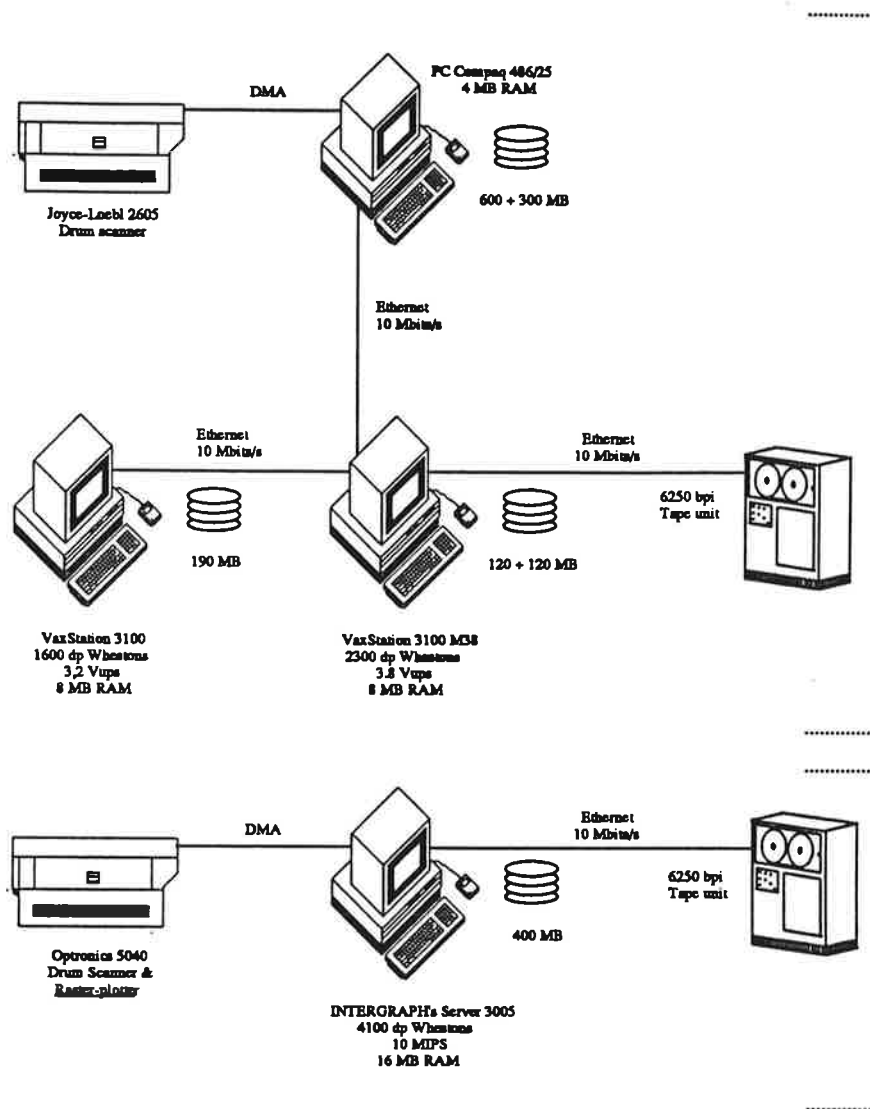 PC Compaq 486/25
4 MB RAM
DMA
600 + 300 MB
Joyce-Loebl 2605
Drum scanner
Ethernet
10 Mbits/s
Ethernet
10 Mbits/s
Ethernet
10 Mbits/s
6250 bpi
Tape unit
190 MB
120 + 120 MB
VaxStation 3100
1600 dp Whestons
3,2 Vups
8 MB RAM
VaxStation 3100 M38
2300 dp Whestons
3.8 Vups
8 MB RAM
DMA
Ethernet
10 Mbits/s
6250 bpi
Tape unit
400 MB
Optronics 5040
Drum Scanner &
Raster-plotter
INTERGRAPH's Server 3005
4100 dp Whestons
10 MIPS
16 MB RAM